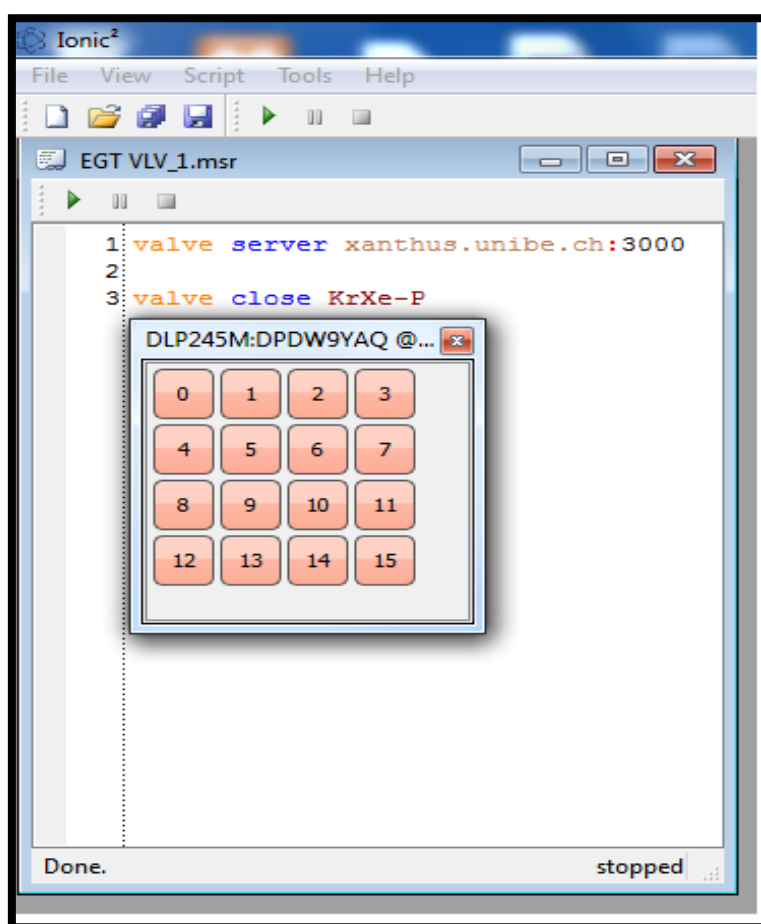 Ionic²
File View Script Tools Help
EGT VLV_1.msr
1 valve server xanthus.unibe.ch:3000
2
3 valve close KrXe-P
DLP245M:DPDW9YAQ @...
0 1 2 3
4 5 6 7
8 9 10 11
12 13 14 15
Done. stopped